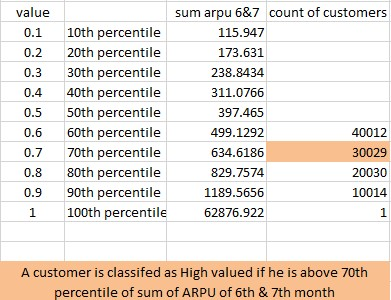 value sum arpu 6&7 count of customers
0.1 10th percentile 115.947
0.2 20th percentile 173.631
0.3 30th percentile 238.8434
0.4 40th percentile 311.0766
0.5 50th percentile 397.465
0.6 60th percentile 499.1292 40012
0.7 70th percentile 634.6186 30029
0.8 80th percentile 829.7574 20030
0.9 90th percentile 1189.5656 10014
1 100th percentile 62876.922 1
A customer is classifed as High valued if he is above 70th
percentile of sum of ARPU of 6th & 7th month